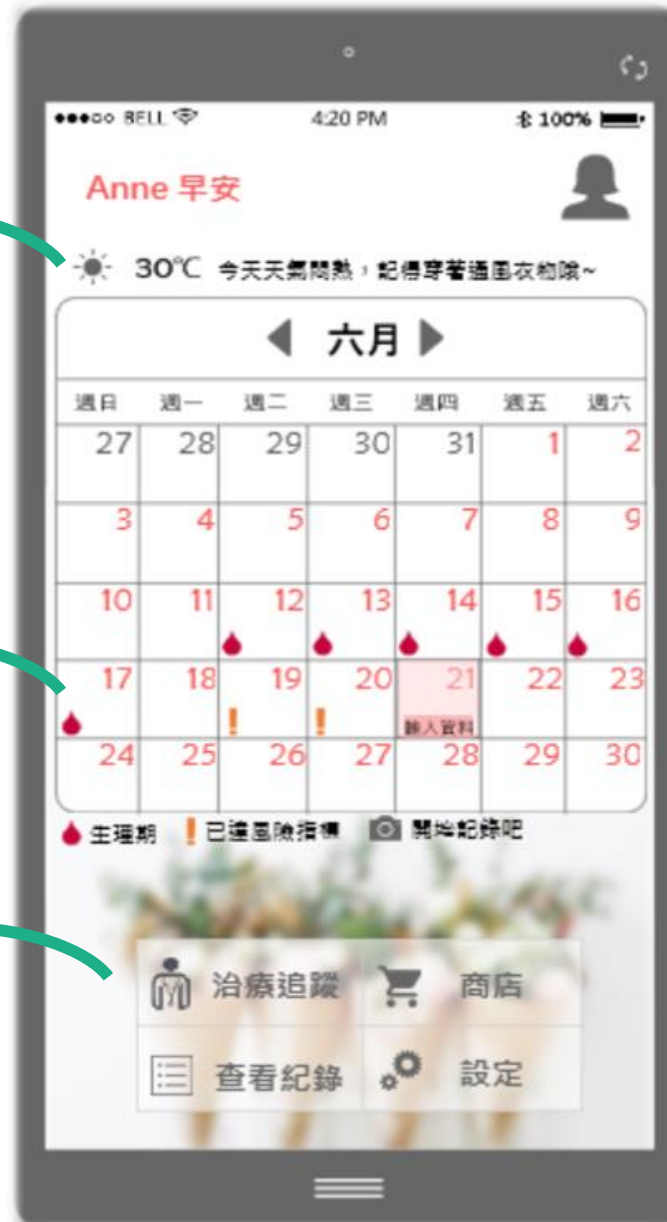 BELL 4:20 PM 100%
Anne 早安
30℃ 今天天氣悶熱，記得穿著通風衣物哦~
六月
週日 週一 週二 週三 週四 週五 週六
27 28 29 30 31 1 2
3 4 5 6 7 8 9
10 11 12 13 14 15 16
17 18 19 20 21 22 23
輸入資料
24 25 26 27 28 29 30
生理期 已達風險指標 開始記錄吧
治療追蹤 商店
查看紀錄 設定